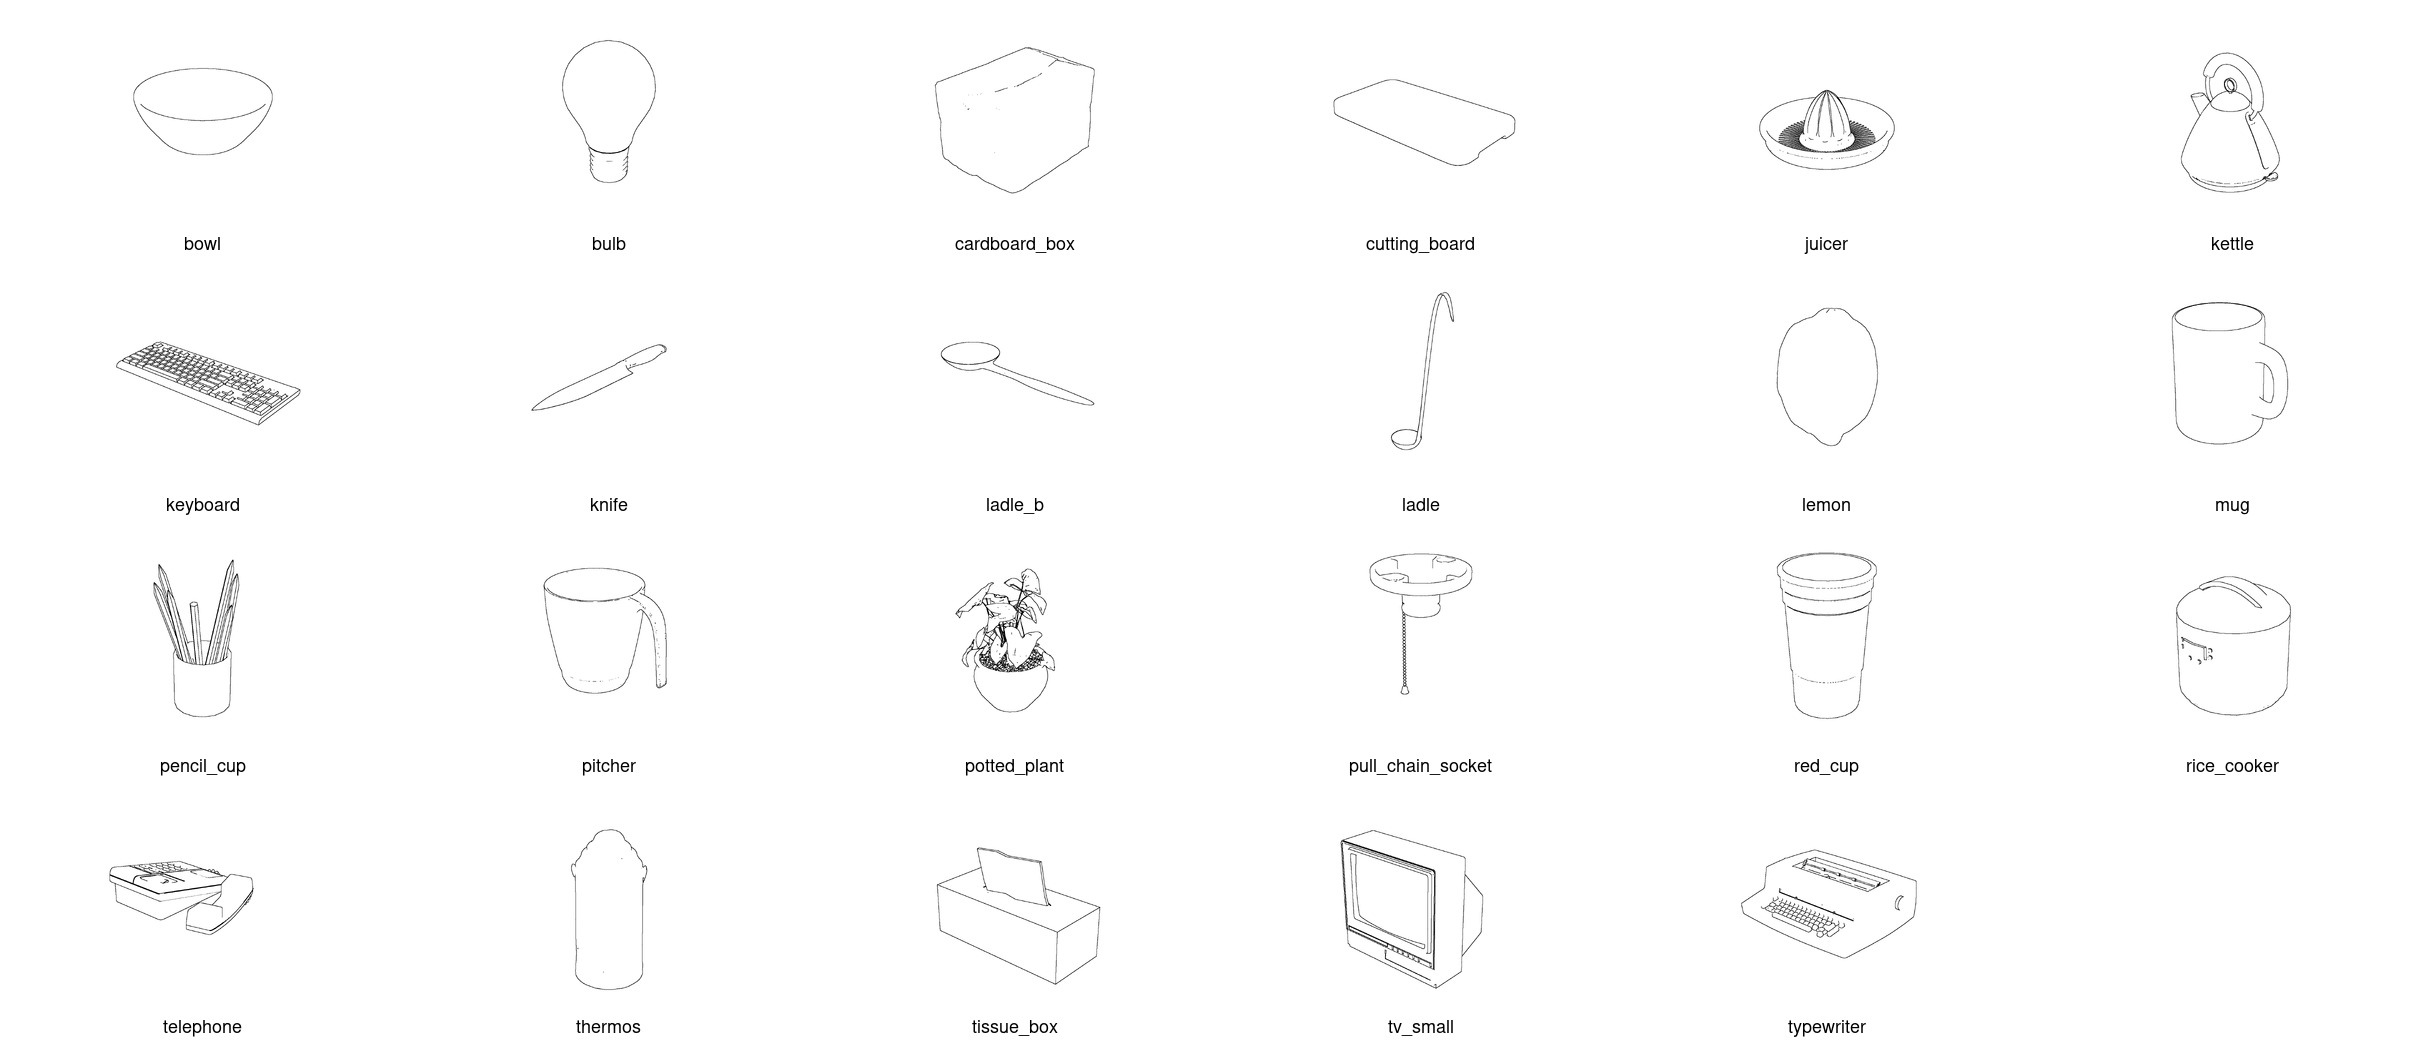 bowl
bulb
cardboard_box
cutting_board
juicer
kettle
keyboard
knife
ladle_b
ladle
lemon
mug
pencil_cup
pitcher
potted_plant
pull_chain_socket
red_cup
rice_cooker
telephone
thermos
tissue_box
tv_small
typewriter